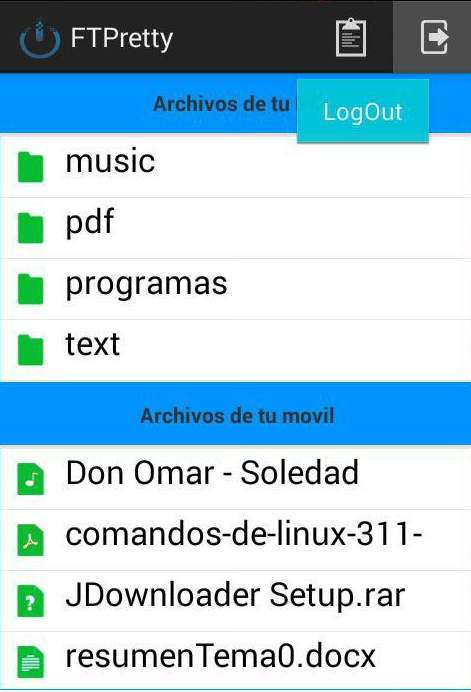 FTPretty
Archivos de tu
LogOut
music
pdf
programas
text
Archivos de tu movil
Don Omar - Soledad
comandos-de-linux-311-
JDownloader Setup.rar
resumenTema0.docx